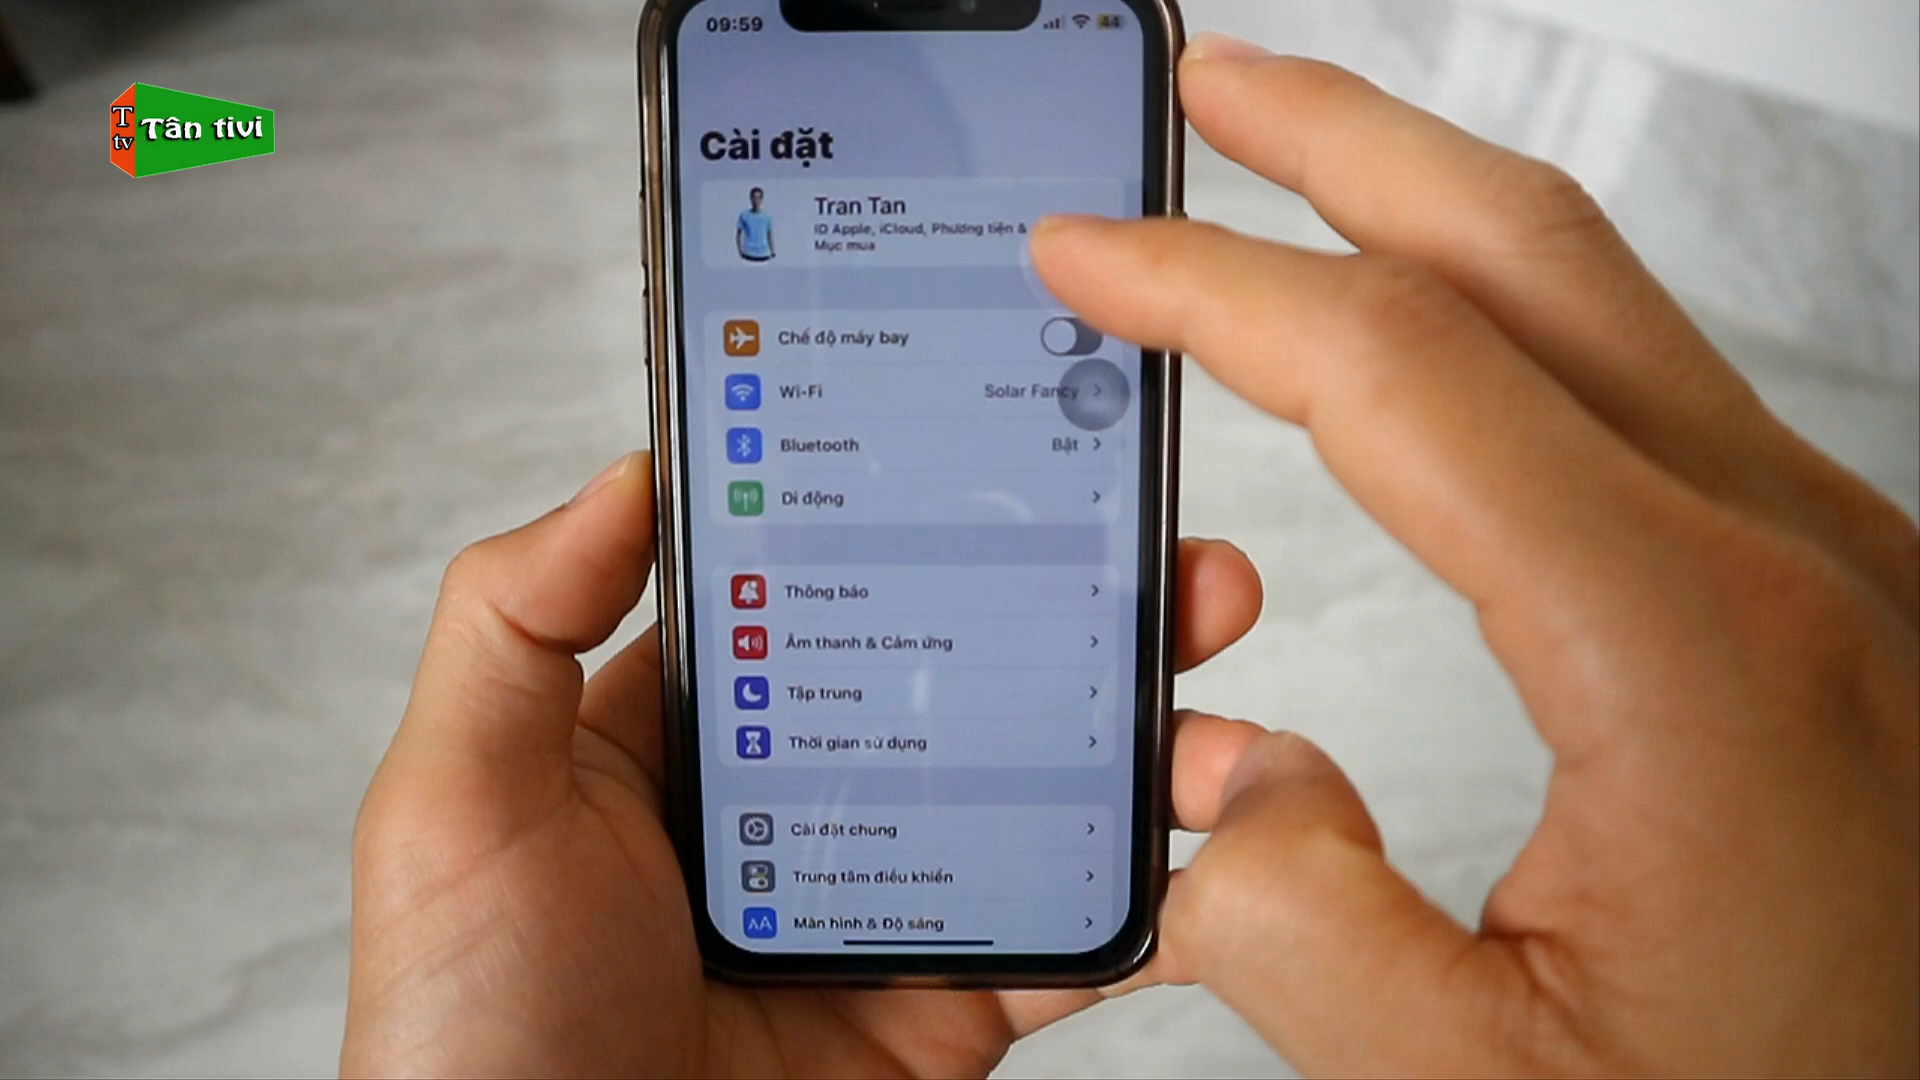 09:59
44
T
tv
Tân tivi
Cài đặt
Tran Tan
ID Apple, iCloud, Phương tiện &
Mục mua
Chế độ máy bay
Wi-Fi
Solar Fancy
Bluetooth
Bật
Di động
Thông báo
Âm thanh & Cảm ứng
Tập trung
Thời gian sử dụng
Cài đặt chung
Trung tâm điều khiển
AA
Màn hình & Độ sáng